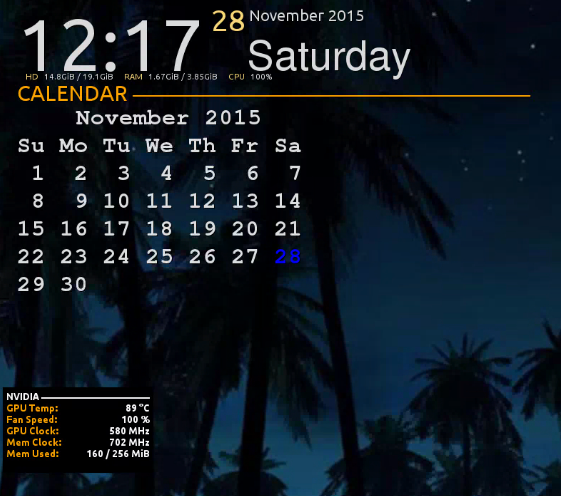 12:17 28 November 2015
Saturday
HD 14.8GiB / 19.1GiB RAM 1.67GiB / 3.85GiB CPU 100%
CALENDAR
November 2015
Su Mo Tu We Th Fr Sa
1 2 3 4 5 6 7
8 9 10 11 12 13 14
15 16 17 18 19 20 21
22 23 24 25 26 27 28
29 30
NVIDIA
GPU Temp: 89 °C
Fan Speed: 100 %
GPU Clock: 580 MHz
Mem Clock: 702 MHz
Mem Used: 160 / 256 MiB